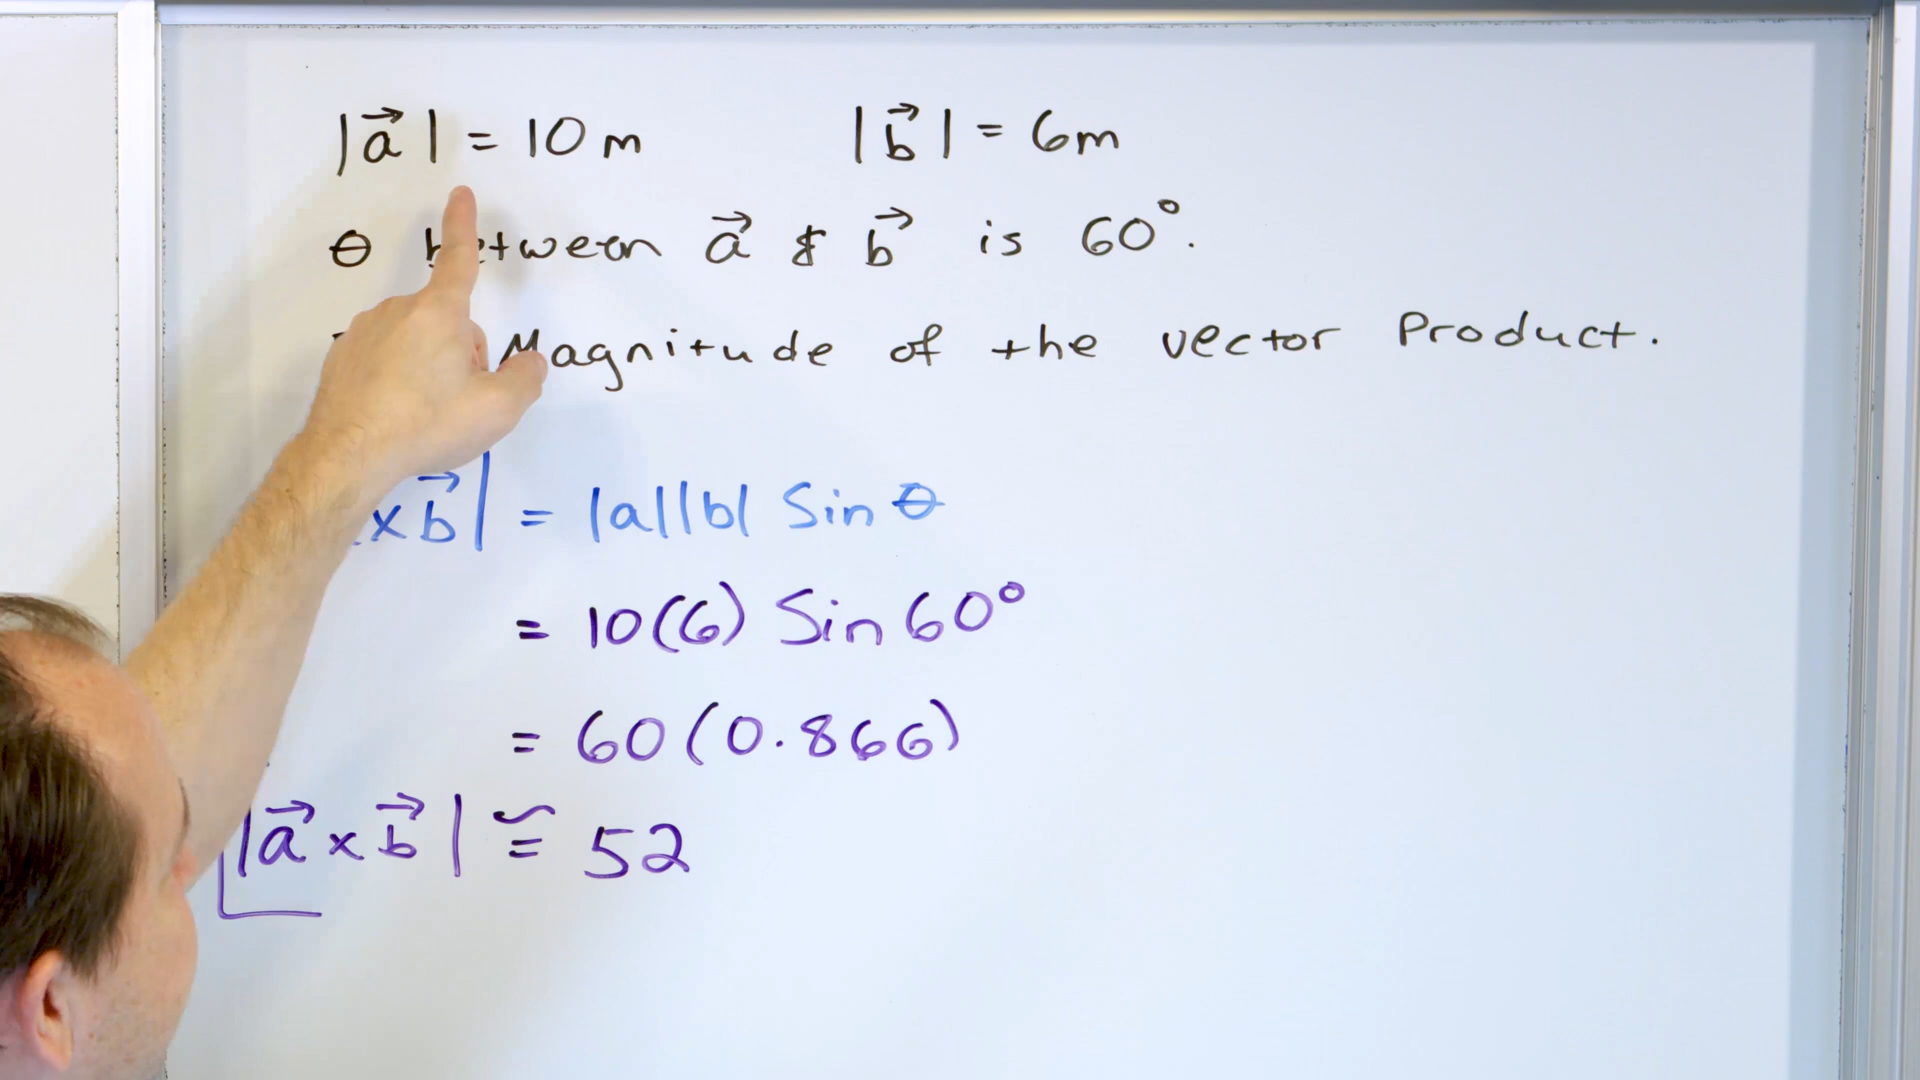 |a⃗| = 10 m |b⃗| = 6m
θ between a⃗ & b⃗ is 60°.
Magnitude of the vector Product.
×b⃗| = |a||b| Sin θ
= 10(6) Sin 60°
= 60(0.866)
|a⃗ × b⃗| ≅ 52